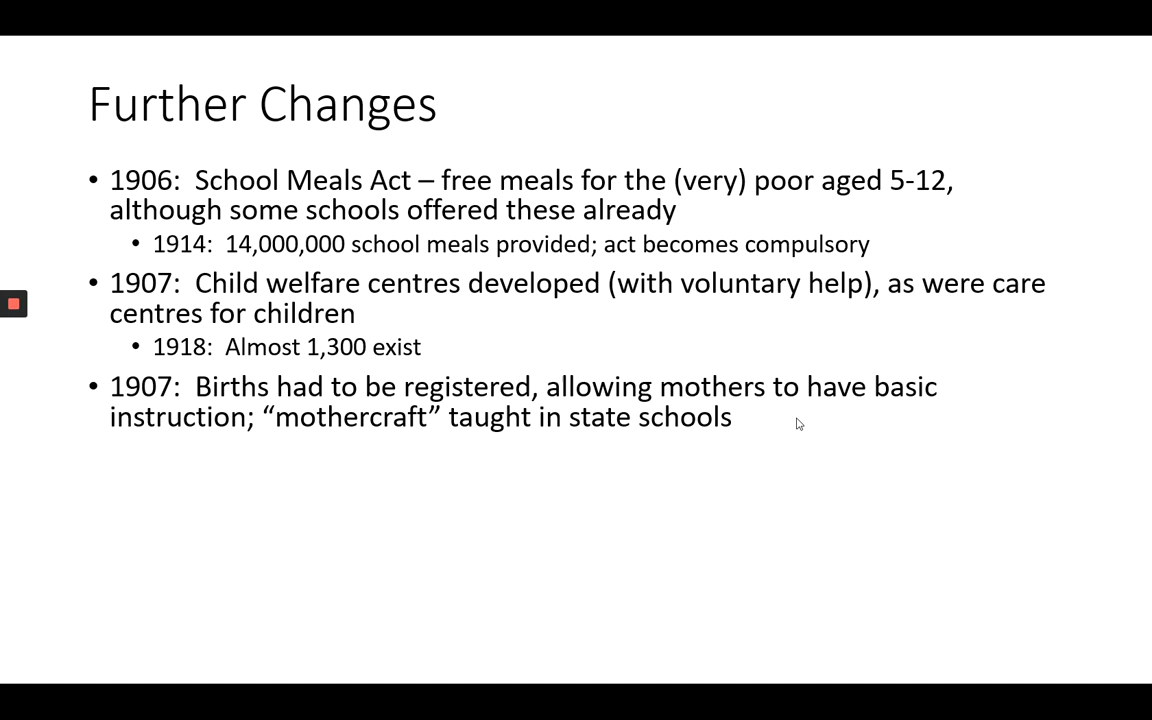 Further Changes
• 1906:  School Meals Act – free meals for the (very) poor aged 5-12,
although some schools offered these already
• 1914:  14,000,000 school meals provided; act becomes compulsory
• 1907:  Child welfare centres developed (with voluntary help), as were care
centres for children
• 1918:  Almost 1,300 exist
• 1907:  Births had to be registered, allowing mothers to have basic
instruction; “mothercraft” taught in state schools